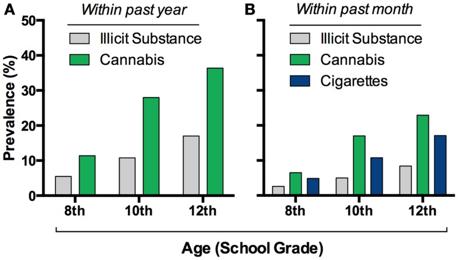 A
Within past year
Illicit Substance
Cannabis
Prevalence (%)
50
40
30
20
10
0
8th 10th 12th
B
Within past month
Illicit Substance
Cannabis
Cigarettes
8th 10th 12th
Age (School Grade)